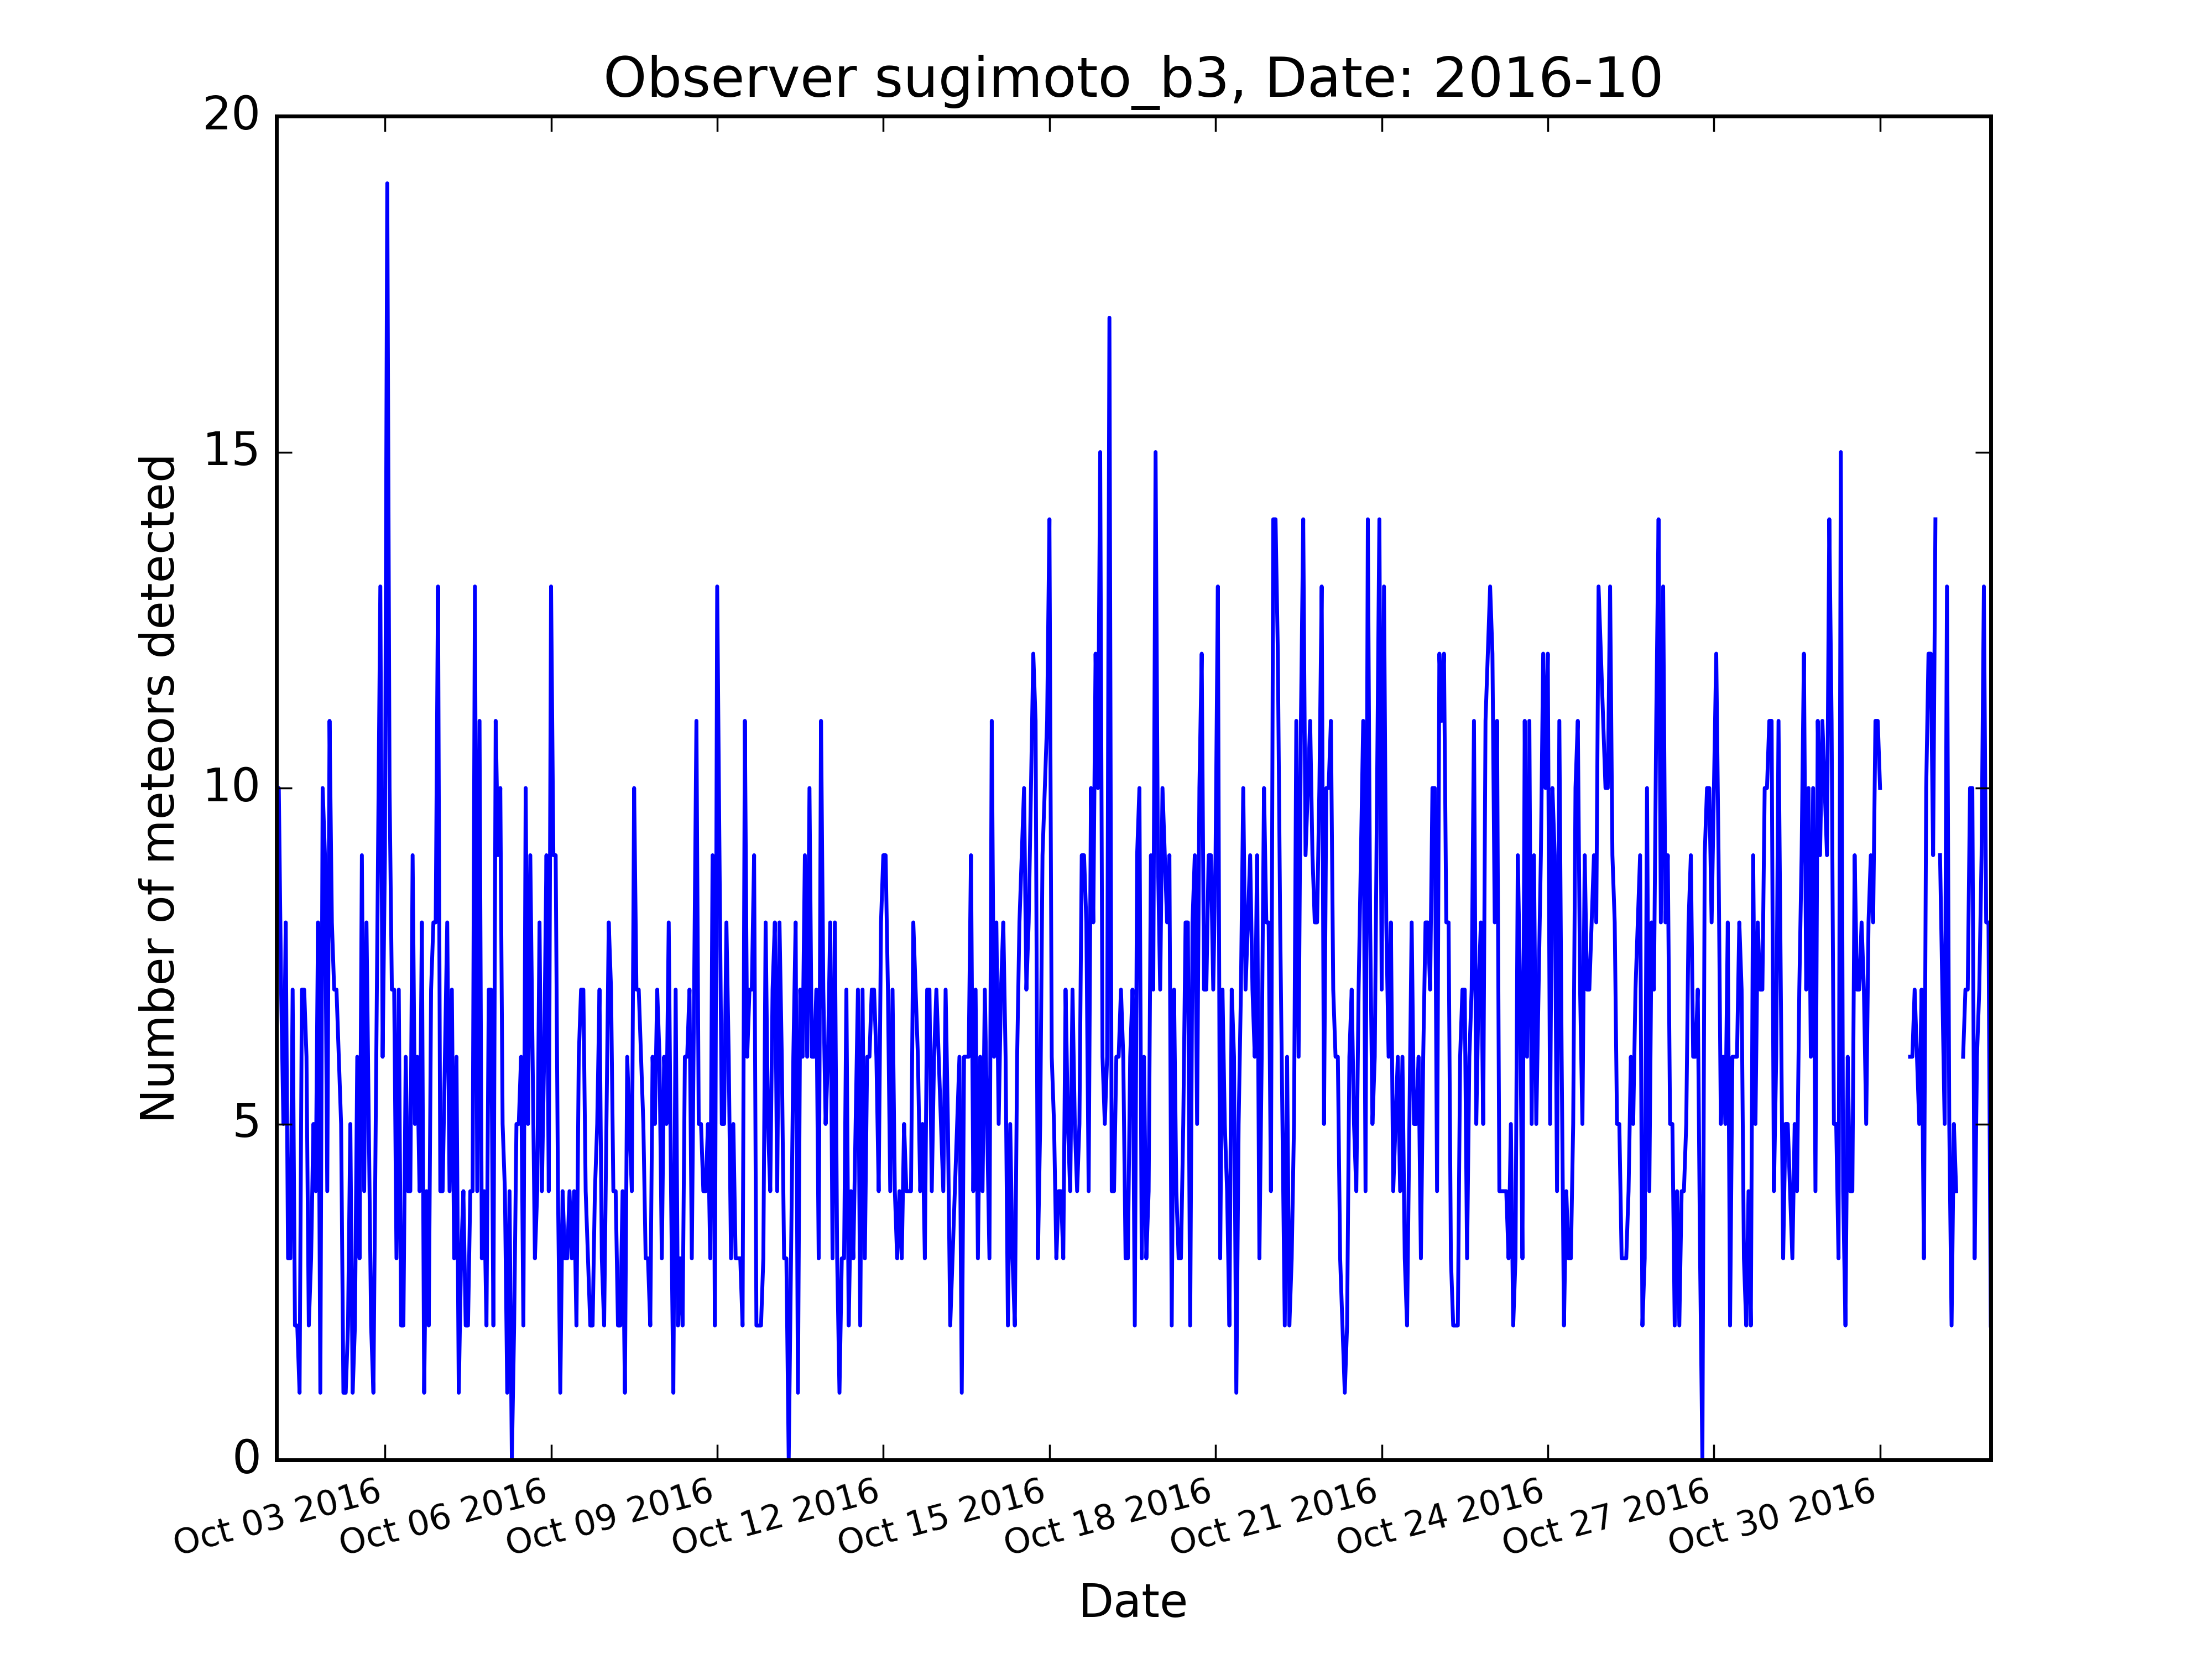 Observer sugimoto_b3, Date: 2016-10
20
15
10
5
0
Number of meteors detected
Oct 03 2016
Oct 06 2016
Oct 09 2016
Oct 12 2016
Oct 15 2016
Oct 18 2016
Oct 21 2016
Oct 24 2016
Oct 27 2016
Oct 30 2016
Date